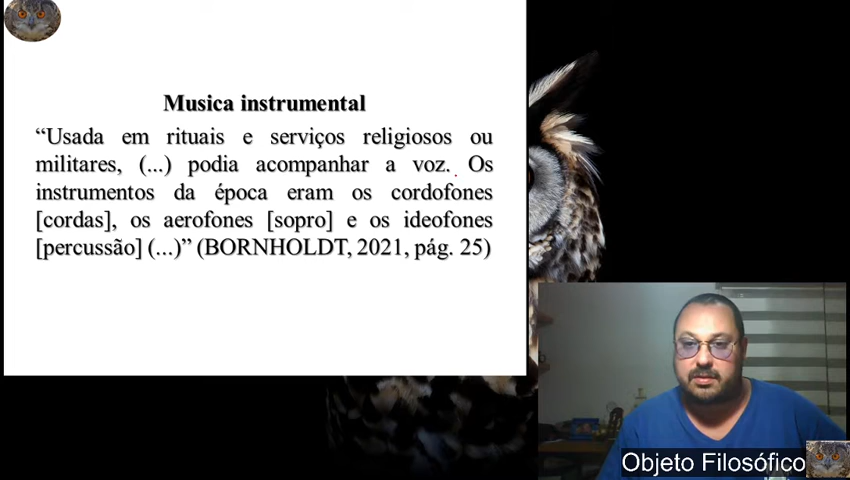 Musica instrumental
“Usada em rituais e serviços religiosos ou
militares, (...) podia acompanhar a voz. Os
instrumentos da época eram os cordofones
[cordas], os aerofones [sopro] e os ideofones
[percussão] (...)” (BORNHOLDT, 2021, pág. 25)
Objeto Filosófico